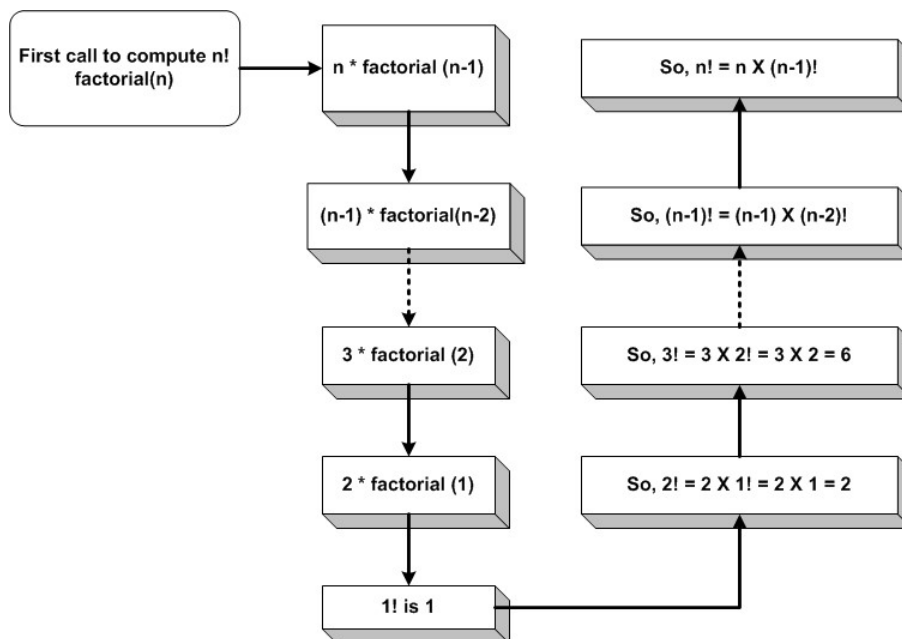 First call to compute n!
factorial(n)
n * factorial (n-1)
(n-1) * factorial(n-2)
3 * factorial (2)
2 * factorial (1)
1! is 1
So, 2! = 2 X 1! = 2 X 1 = 2
So, 3! = 3 X 2! = 3 X 2 = 6
So, (n-1)! = (n-1) X (n-2)!
So, n! = n X (n-1)!